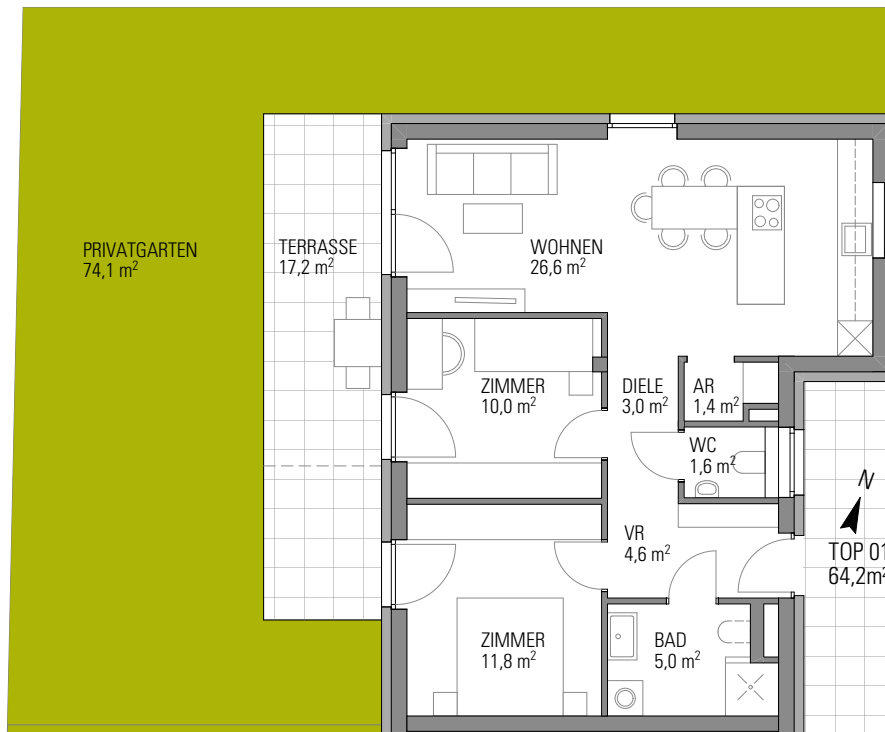 PRIVATGARTEN
74,1 m²
TERRASSE
17,2 m²
WOHNEN
26,6 m²
ZIMMER
10,0 m²
DIELE
3,0 m²
AR
1,4 m²
WC
1,6 m²
N
VR
4,6 m²
TOP 01
64,2m²
ZIMMER
11,8 m²
BAD
5,0 m²